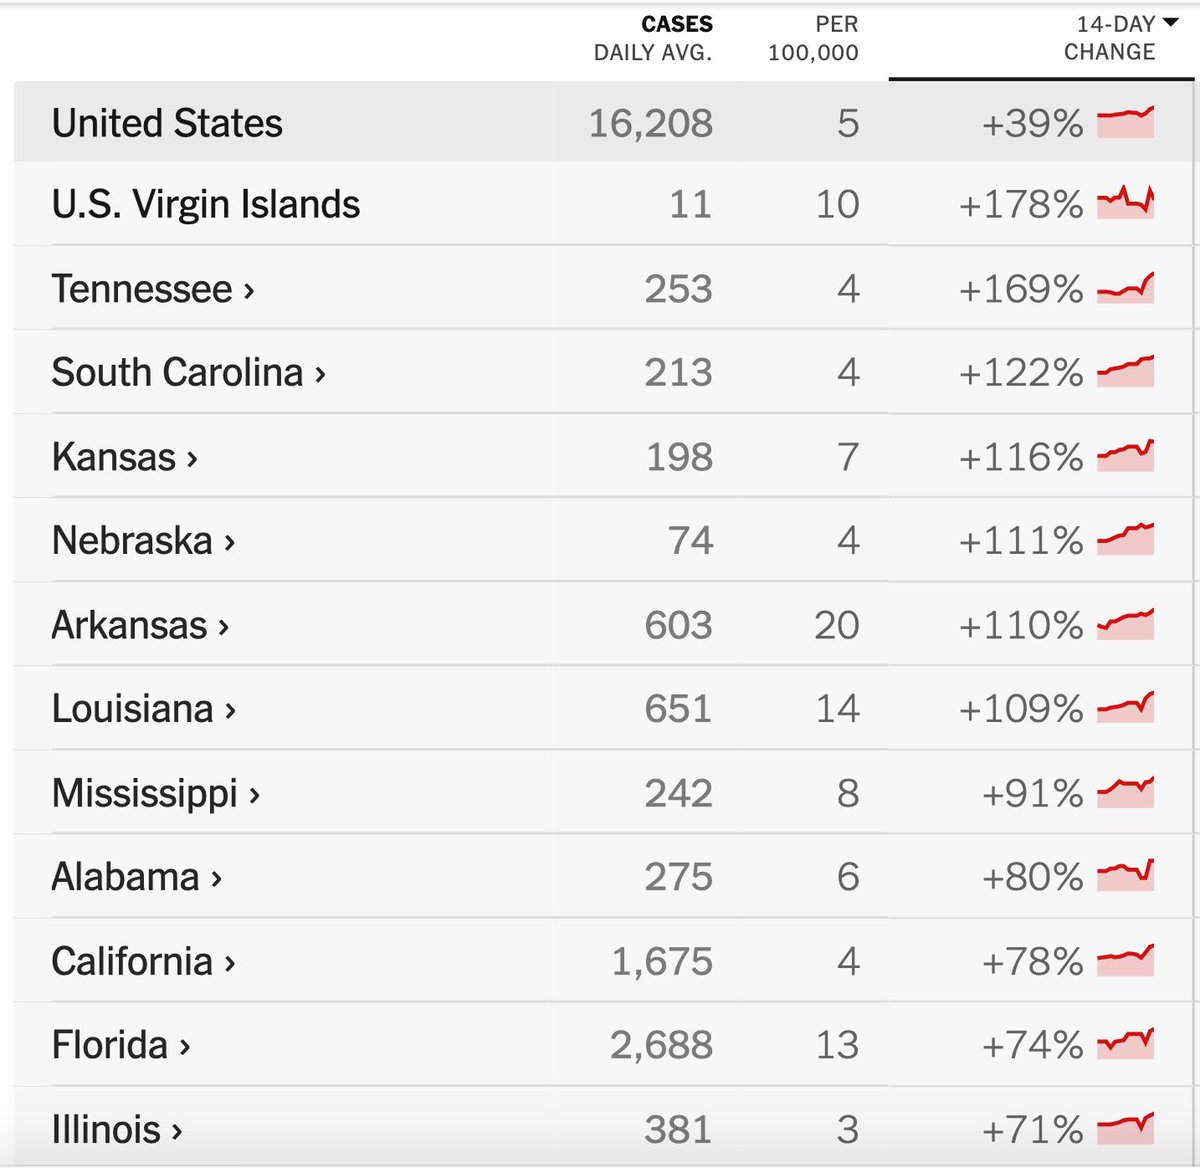 CASES PER 14-DAY
DAILY AVG. 100,000 CHANGE
United States 16,208 5 +39%
U.S. Virgin Islands 11 10 +178%
Tennessee › 253 4 +169%
South Carolina › 213 4 +122%
Kansas › 198 7 +116%
Nebraska › 74 4 +111%
Arkansas › 603 20 +110%
Louisiana › 651 14 +109%
Mississippi › 242 8 +91%
Alabama › 275 6 +80%
California › 1,675 4 +78%
Florida › 2,688 13 +74%
Illinois › 381 3 +71%